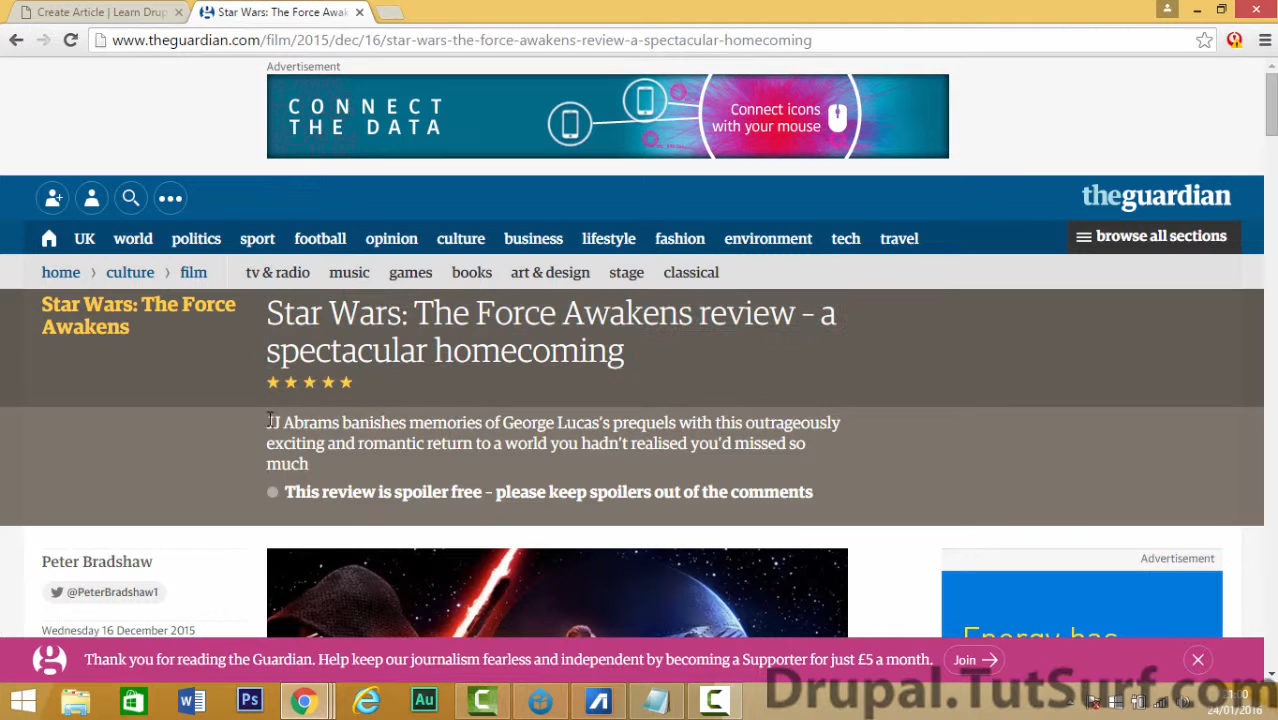 Create Article | Learn Drup
Star Wars: The Force Awak
www.theguardian.com/film/2015/dec/16/star-wars-the-force-awakens-review-a-spectacular-homecoming
Advertisement
CONNECT
THE DATA
Connect icons
with your mouse
theguardian
UK world politics sport football opinion culture business lifestyle fashion environment tech travel
browse all sections
home › culture › film tv & radio music games books art & design stage classical
Star Wars: The Force
Awakens
Star Wars: The Force Awakens review – a
spectacular homecoming
JJ Abrams banishes memories of George Lucas's prequels with this outrageously
exciting and romantic return to a world you hadn't realised you'd missed so
much
This review is spoiler free – please keep spoilers out of the comments
Peter Bradshaw
@PeterBradshaw1
Wednesday 16 December 2015
Advertisement
Energy has
Thank you for reading the Guardian. Help keep our journalism fearless and independent by becoming a Supporter for just £5 a month.
Join
Ps
Au
Drupal.TutSurf.com
24/01/2016